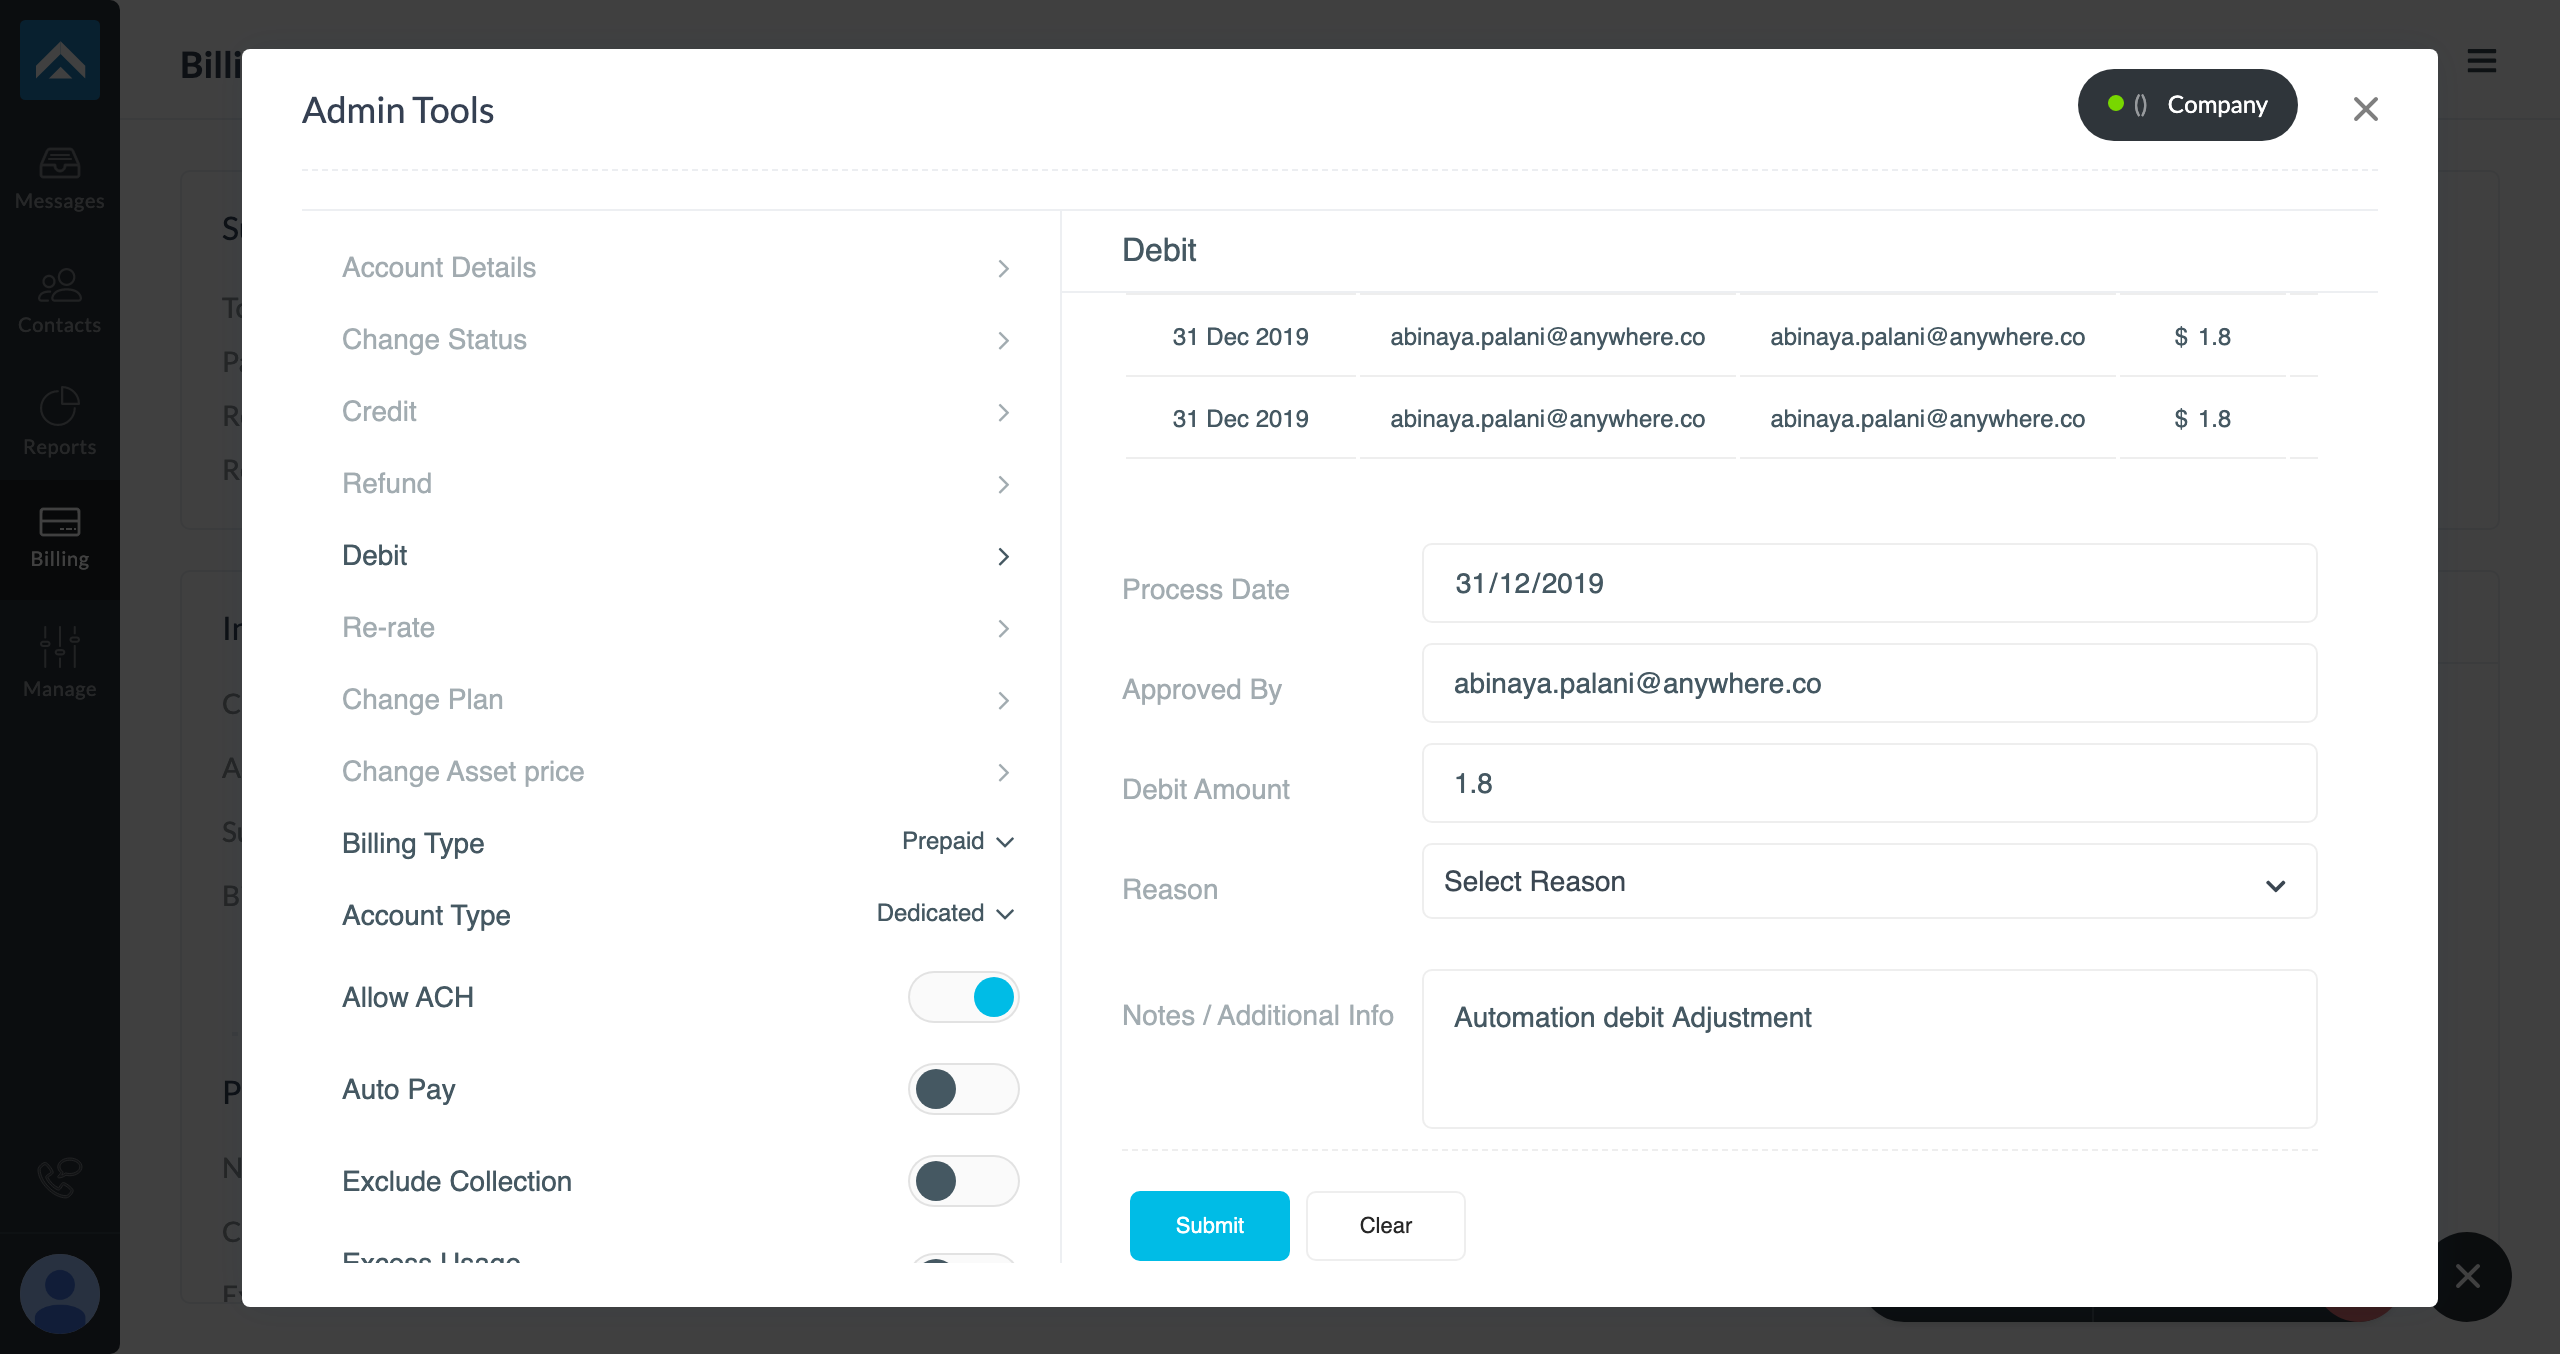 Billi
Admin Tools
() Company
Messages
Contacts
Reports
Billing
Manage
Account Details
Change Status
Credit
Refund
Debit
Re-rate
Change Plan
Change Asset price
Billing Type Prepaid
Account Type Dedicated
Allow ACH
Auto Pay
Exclude Collection
Excess Usage
Debit
31 Dec 2019 abinaya.palani@anywhere.co abinaya.palani@anywhere.co $ 1.8
31 Dec 2019 abinaya.palani@anywhere.co abinaya.palani@anywhere.co $ 1.8
Process Date 31/12/2019
Approved By abinaya.palani@anywhere.co
Debit Amount 1.8
Reason Select Reason
Notes / Additional Info Automation debit Adjustment
Submit Clear